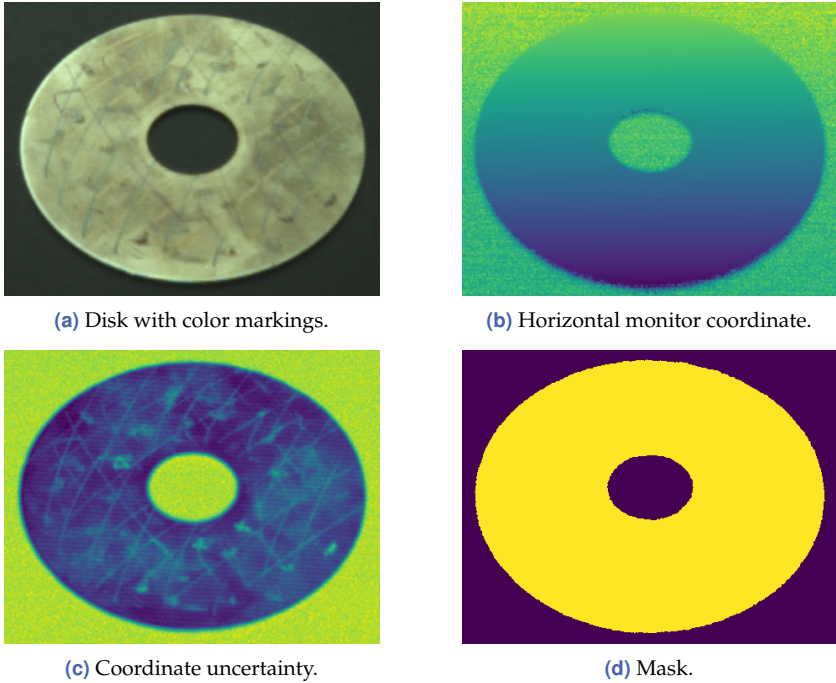 (a) Disk with color markings.
(b) Horizontal monitor coordinate.
(c) Coordinate uncertainty.
(d) Mask.